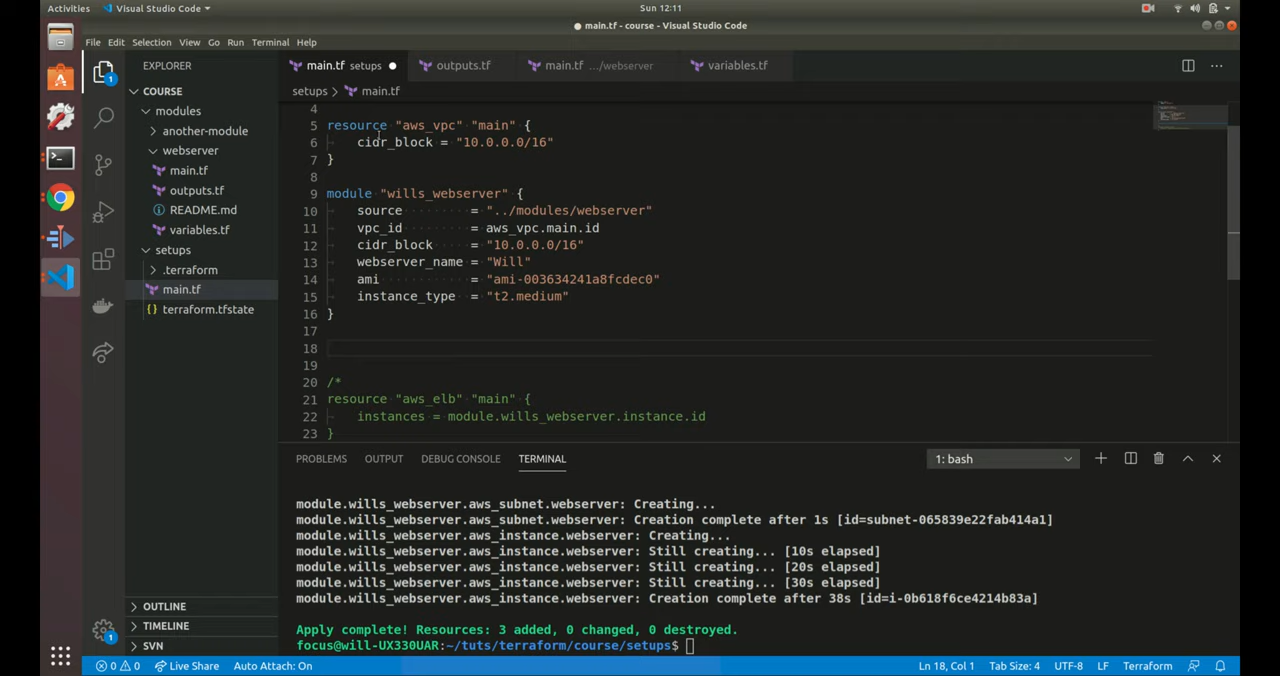 Activities Visual Studio Code Sun 12:11
main.tf - course - Visual Studio Code
File Edit Selection View Go Run Terminal Help
EXPLORER
main.tf setups
outputs.tf
main.tf .../webserver
variables.tf
COURSE
setups > main.tf
modules
another-module
webserver
main.tf
outputs.tf
README.md
variables.tf
setups
.terraform
main.tf
terraform.tfstate
OUTLINE
TIMELINE
SVN
1
1
4
5 resource "aws_vpc" "main" {
6 cidr_block = "10.0.0.0/16"
7 }
8
9 module "wills_webserver" {
10 source = "../modules/webserver"
11 vpc_id = aws_vpc.main.id
12 cidr_block = "10.0.0.0/16"
13 webserver_name = "Will"
14 ami = "ami-003634241a8fcdec0"
15 instance_type = "t2.medium"
16 }
17
18
19
20 /*
21 resource "aws_elb" "main" {
22 instances = module.wills_webserver.instance.id
23 }
PROBLEMS OUTPUT DEBUG CONSOLE TERMINAL 1: bash
module.wills_webserver.aws_subnet.webserver: Creating...
module.wills_webserver.aws_subnet.webserver: Creation complete after 1s [id=subnet-065839e22fab414a1]
module.wills_webserver.aws_instance.webserver: Creating...
module.wills_webserver.aws_instance.webserver: Still creating... [10s elapsed]
module.wills_webserver.aws_instance.webserver: Still creating... [20s elapsed]
module.wills_webserver.aws_instance.webserver: Still creating... [30s elapsed]
module.wills_webserver.aws_instance.webserver: Creation complete after 38s [id=i-0b618f6ce4214b83a]
Apply complete! Resources: 3 added, 0 changed, 0 destroyed.
focus@will-UX330UAR:~/tuts/terraform/course/setups$
0 0 Live Share Auto Attach: On Ln 18, Col 1 Tab Size: 4 UTF-8 LF Terraform